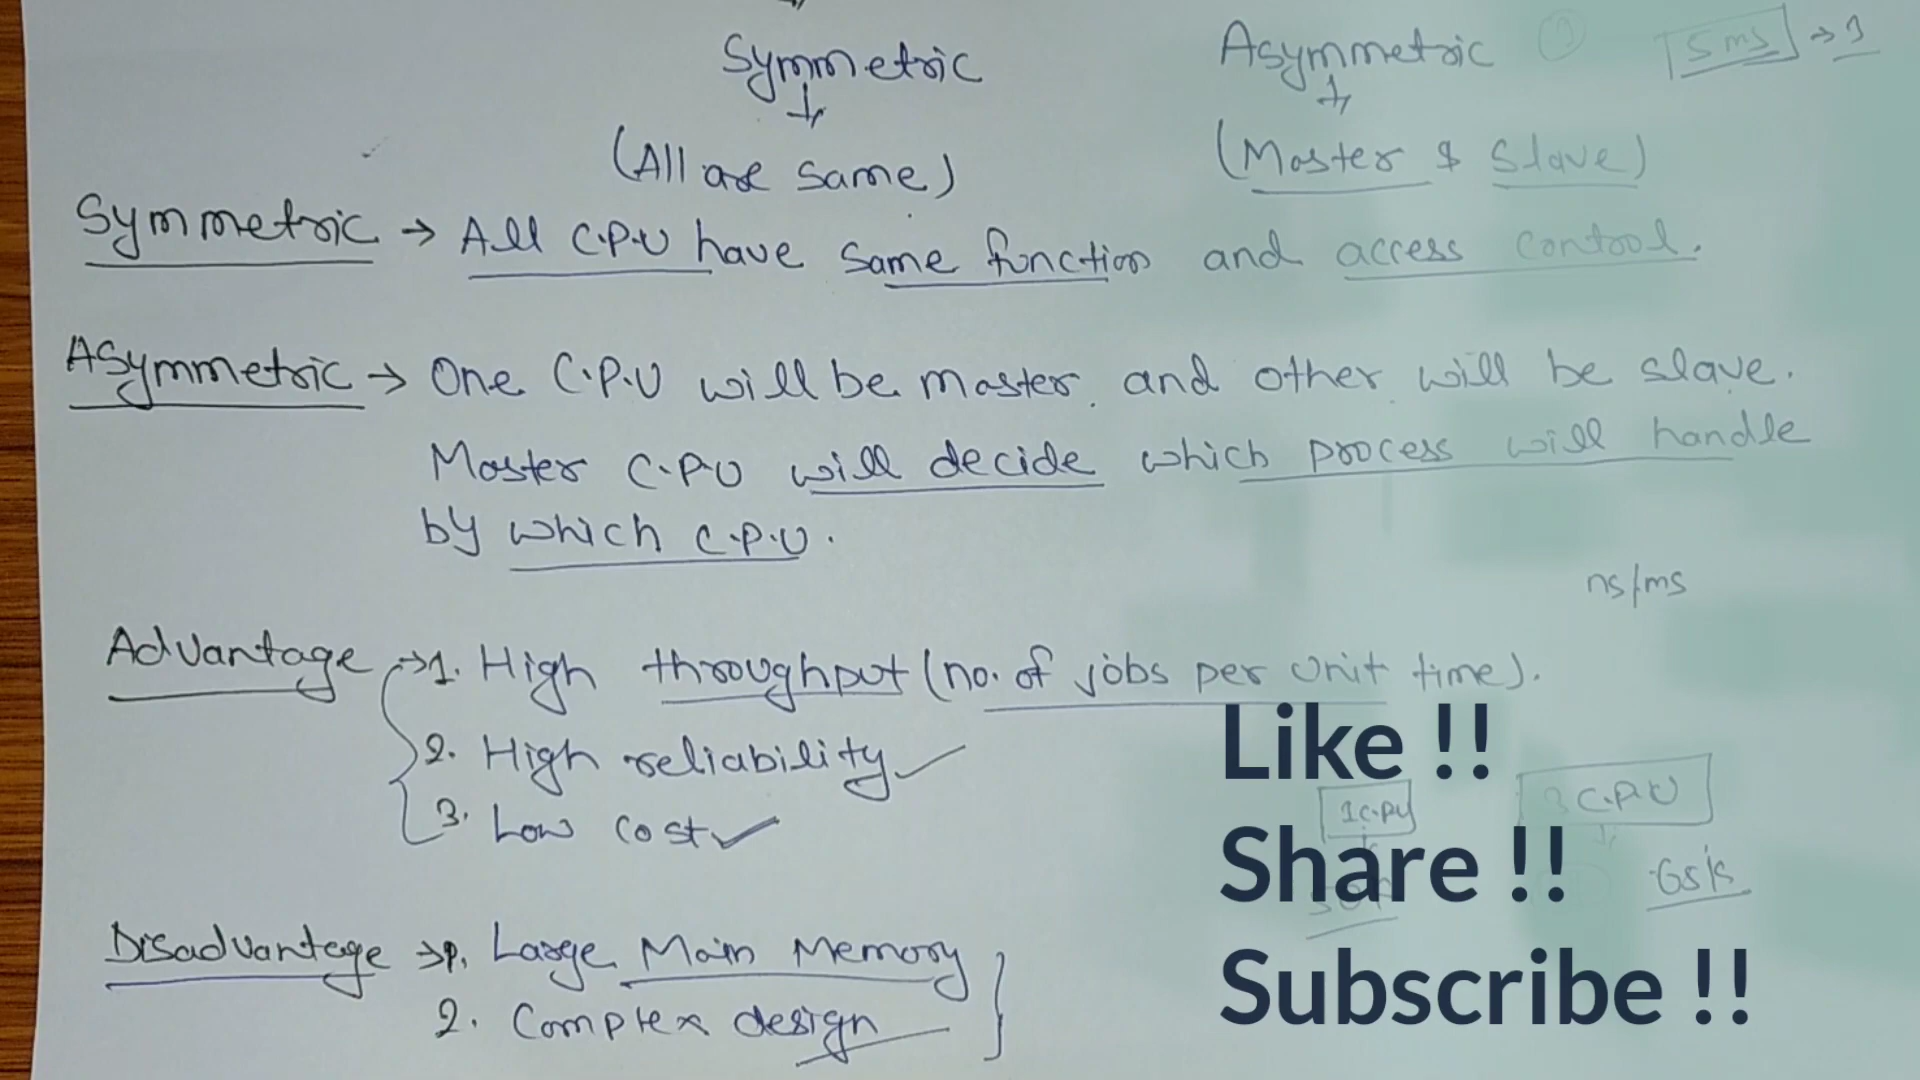 Symmetric Asymmetric 5 ms → 1
(All are same) (Master & Slave)
Symmetric → All C.P.U have same function and access control.
Asymmetric → One C.P.U will be master and other will be slave.
Master C.P.U will decide which process will handle
by which C.P.U.
ns/ms
Advantage → 1. High throughput (no. of jobs per unit time).
2. High reliability
3. Low cost
Like !!
1 C.PU C.P.U
Share !!
Disadvantage → 1. Large Main Memory
2. Complex design
Subscribe !!